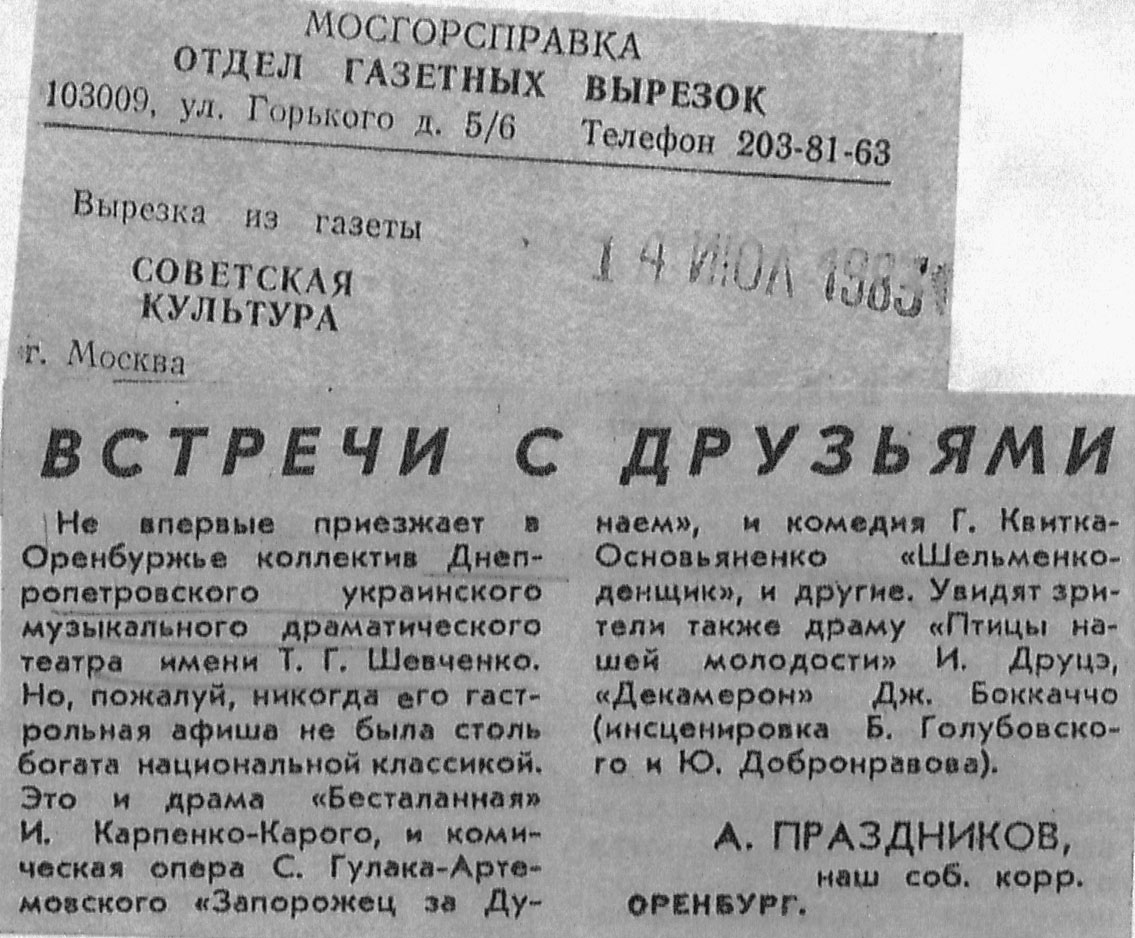 МОСГОРСПРАВКА
ОТДЕЛ ГАЗЕТНЫХ ВЫРЕЗОК
103009, ул. Горького д. 5/6 Телефон 203-81-63
Вырезка из газеты
СОВЕТСКАЯ
КУЛЬТУРА
г. Москва
14 ИЮЛ 1983
ВСТРЕЧИ С ДРУЗЬЯМИ
Не впервые приезжает в
Оренбуржье коллектив Днеп-
ропетровского украинского
музыкального драматического
театра имени Т. Г. Шевченко.
Но, пожалуй, никогда его гаст-
рольная афиша не была столь
богата национальной классикой.
Это и драма «Бесталанная»
И. Карпенко-Карого, и коми-
ческая опера С. Гулака-Арте-
мовского «Запорожец за Ду-
наем», и комедия Г. Квитка-
Основьяненко «Шельменко-
денщик», и другие. Увидят зри-
тели также драму «Птицы на-
шей молодости» И. Друцэ,
«Декамерон» Дж. Боккаччо
(инсценировка Б. Голубовско-
го и Ю. Добронравова).
А. ПРАЗДНИКОВ,
наш соб. корр.
ОРЕНБУРГ.